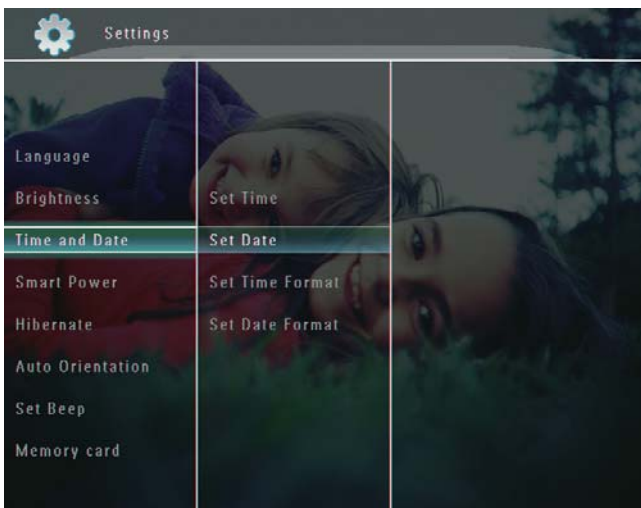 Settings
Language
Brightness
Time and Date
Smart Power
Hibernate
Auto Orientation
Set Beep
Memory card
Set Time
Set Date
Set Time Format
Set Date Format